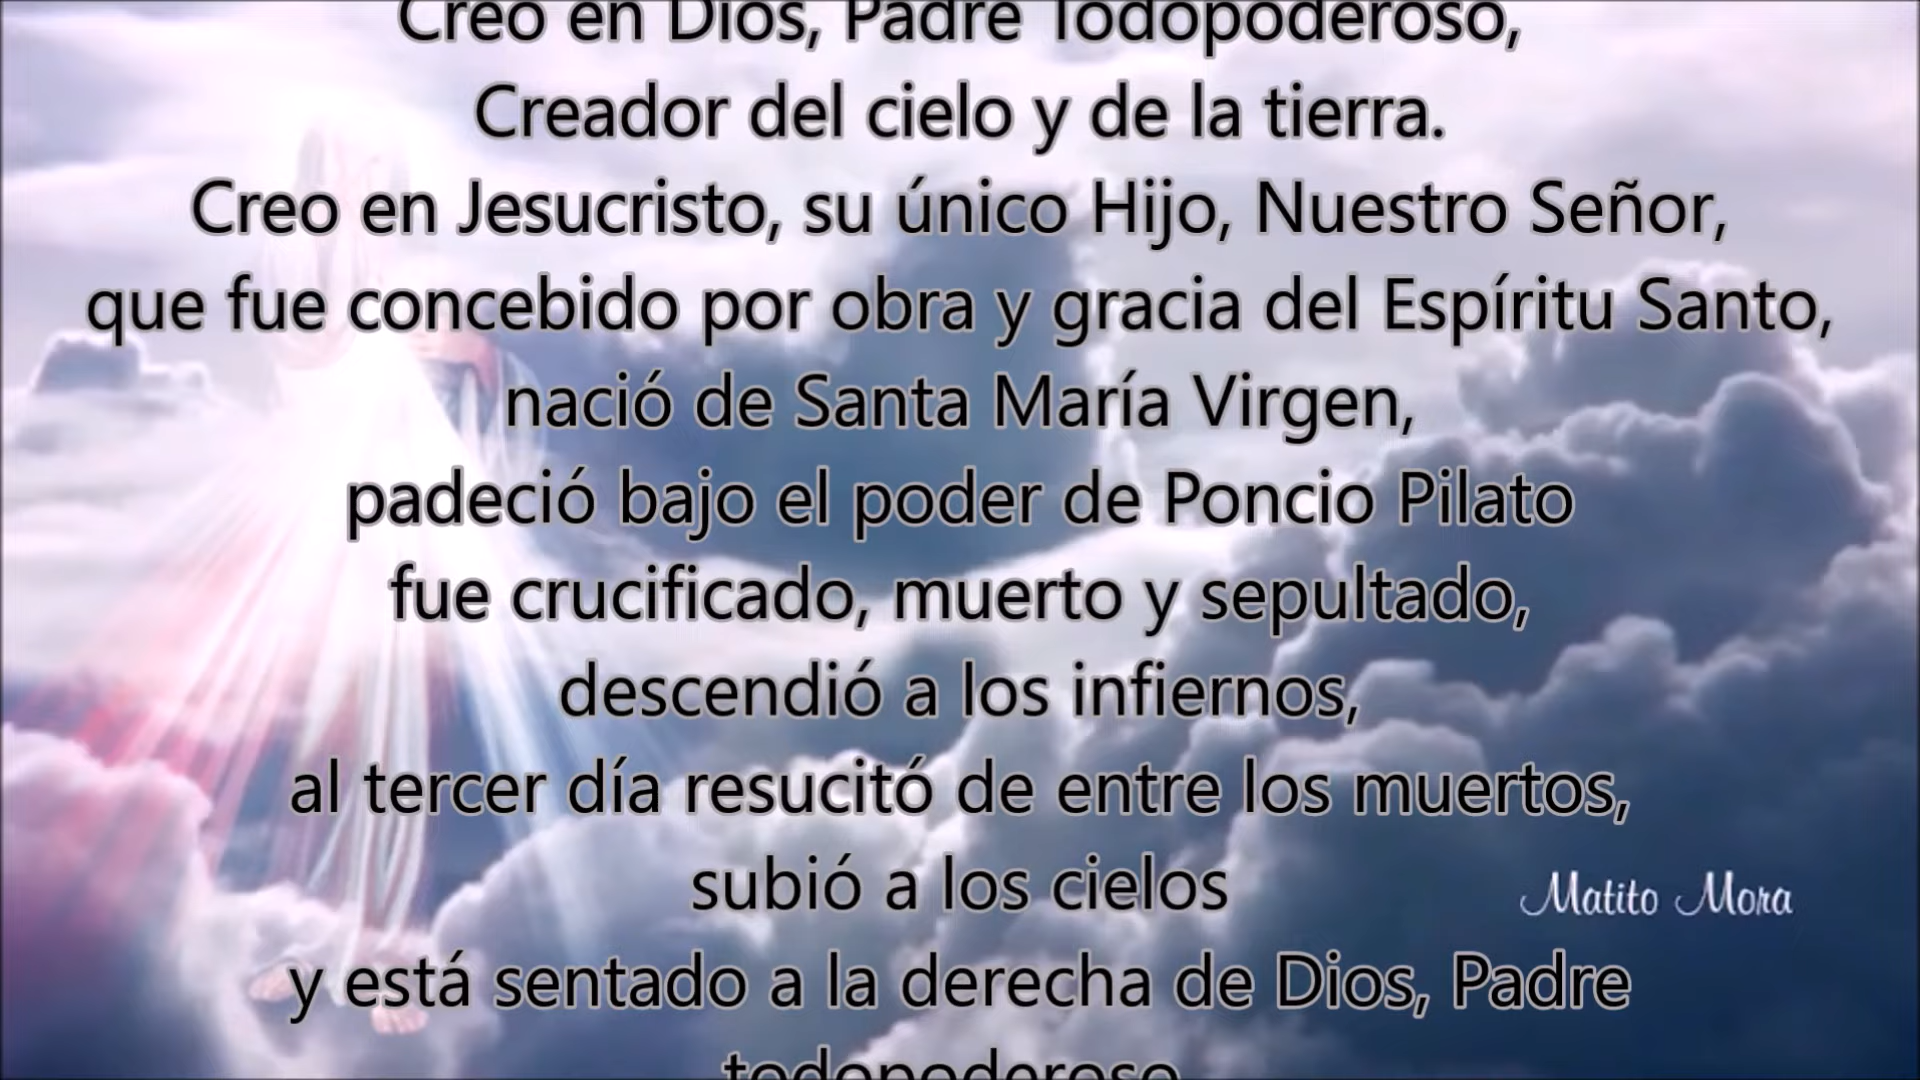 Creo en Dios, Padre Todopoderoso,
Creador del cielo y de la tierra.
Creo en Jesucristo, su único Hijo, Nuestro Señor,
que fue concebido por obra y gracia del Espíritu Santo,
nació de Santa María Virgen,
padeció bajo el poder de Poncio Pilato
fue crucificado, muerto y sepultado,
descendió a los infiernos,
al tercer día resucitó de entre los muertos,
subió a los cielos
Matito Mora
y está sentado a la derecha de Dios, Padre
todopoderoso